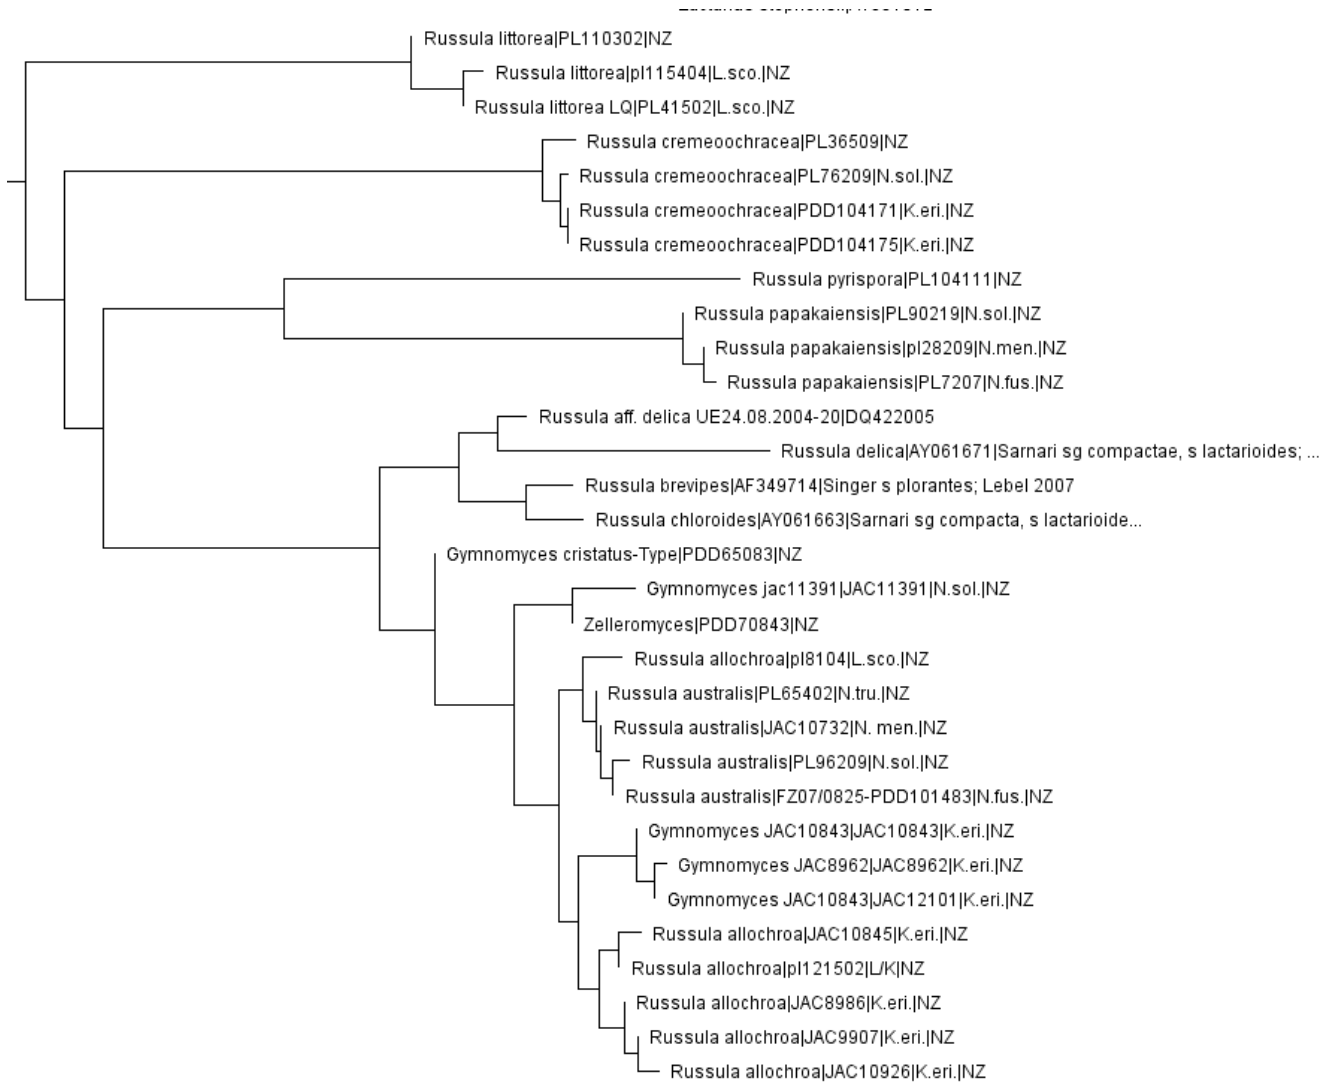 Russula littorea|PL110302|NZ
Russula littorea|pl115404|L.sco.|NZ
Russula littorea LQ|PL41502|L.sco.|NZ
Russula cremeoochracea|PL36509|NZ
Russula cremeoochracea|PL76209|N.sol.|NZ
Russula cremeoochracea|PDD104171|K.eri.|NZ
Russula cremeoochracea|PDD104175|K.eri.|NZ
Russula pyrispora|PL104111|NZ
Russula papakaiensis|PL90219|N.sol.|NZ
Russula papakaiensis|pl28209|N.men.|NZ
Russula papakaiensis|PL7207|N.fus.|NZ
Russula aff. delica UE24.08.2004-20|DQ422005
Russula delica|AY061671|Sarnari sg compactae, s lactarioides; ...
Russula brevipes|AF349714|Singer s plorantes; Lebel 2007
Russula chloroides|AY061663|Sarnari sg compacta, s lactarioide...
Gymnomyces cristatus-Type|PDD65083|NZ
Gymnomyces jac11391|JAC11391|N.sol.|NZ
Zelleromyces|PDD70843|NZ
Russula allochroa|pl8104|L.sco.|NZ
Russula australis|PL65402|N.tru.|NZ
Russula australis|JAC10732|N. men.|NZ
Russula australis|PL96209|N.sol.|NZ
Russula australis|FZ07/0825-PDD101483|N.fus.|NZ
Gymnomyces JAC10843|JAC10843|K.eri.|NZ
Gymnomyces JAC8962|JAC8962|K.eri.|NZ
Gymnomyces JAC10843|JAC12101|K.eri.|NZ
Russula allochroa|JAC10845|K.eri.|NZ
Russula allochroa|pl121502|L/K|NZ
Russula allochroa|JAC8986|K.eri.|NZ
Russula allochroa|JAC9907|K.eri.|NZ
Russula allochroa|JAC10926|K.eri.|NZ